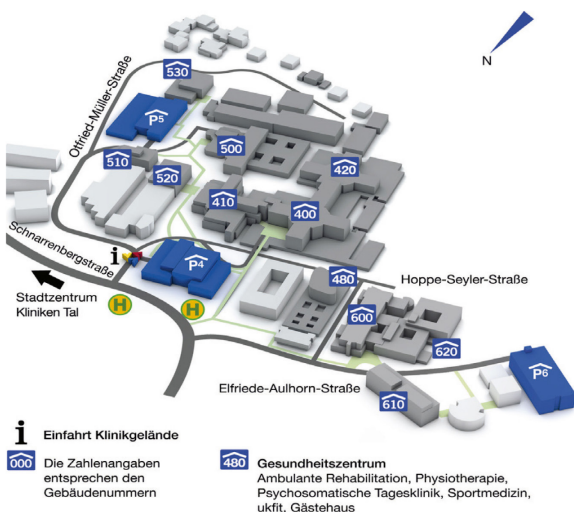 530
N
Otfried-Müller-Straße
P5
510
500
520
420
410
400
Schnarrenbergstraße
i
P4
480
Hoppe-Seyler-Straße
Stadtzentrum
Kliniken Tal
H
H
600
620
P6
Elfriede-Aulhorn-Straße
610
i Einfahrt Klinikgelände
000 Die Zahlenangaben
entsprechen den
Gebäudenummern
480 Gesundheitszentrum
Ambulante Rehabilitation, Physiotherapie,
Psychosomatische Tagesklinik, Sportmedizin,
ukfit, Gästehaus